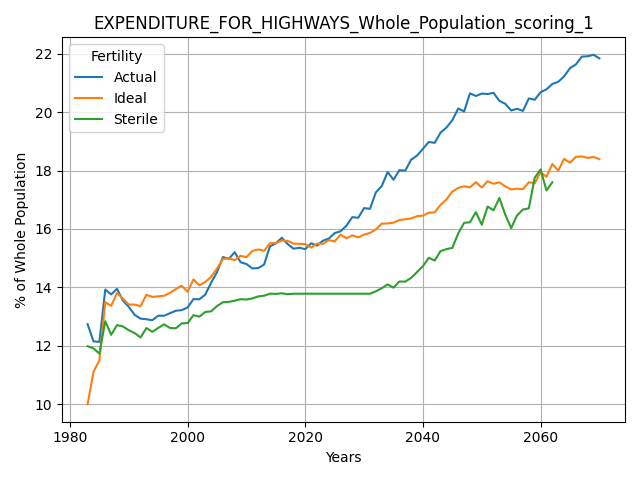 EXPENDITURE_FOR_HIGHWAYS_Whole_Population_scoring_1
Fertility
Actual
Ideal
Sterile
% of Whole Population
22
20
18
16
14
12
10
1980
2000
2020
2040
2060
Years